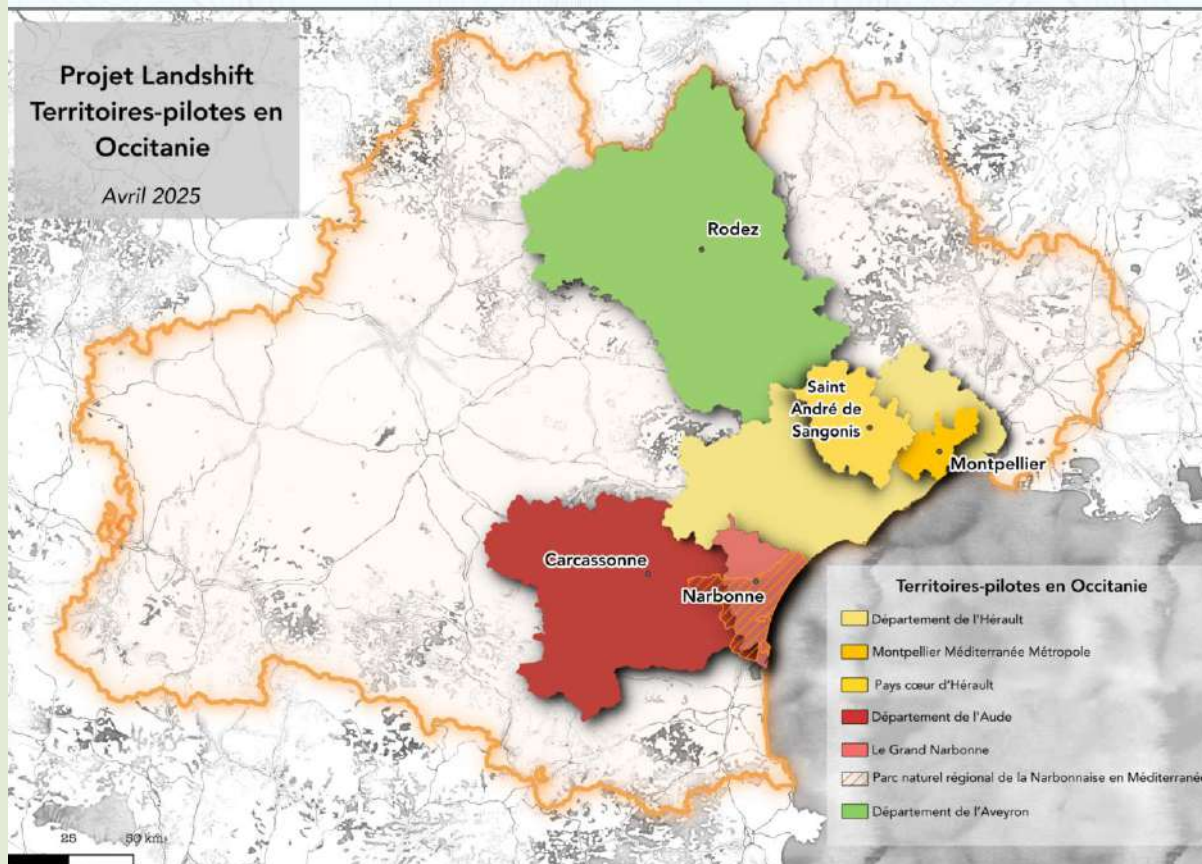 Projet Landshift
Territoires-pilotes en
Occitanie
Avril 2025
Rodez
Saint
André de
Sangonis
Montpellier
Carcassonne
Narbonne
Territoires-pilotes en Occitanie
Département de l'Hérault
Montpellier Méditerranée Métropole
Pays cœur d'Hérault
Département de l'Aude
Le Grand Narbonne
Parc naturel régional de la Narbonnaise en Méditerranée
Département de l'Aveyron
25 50 km